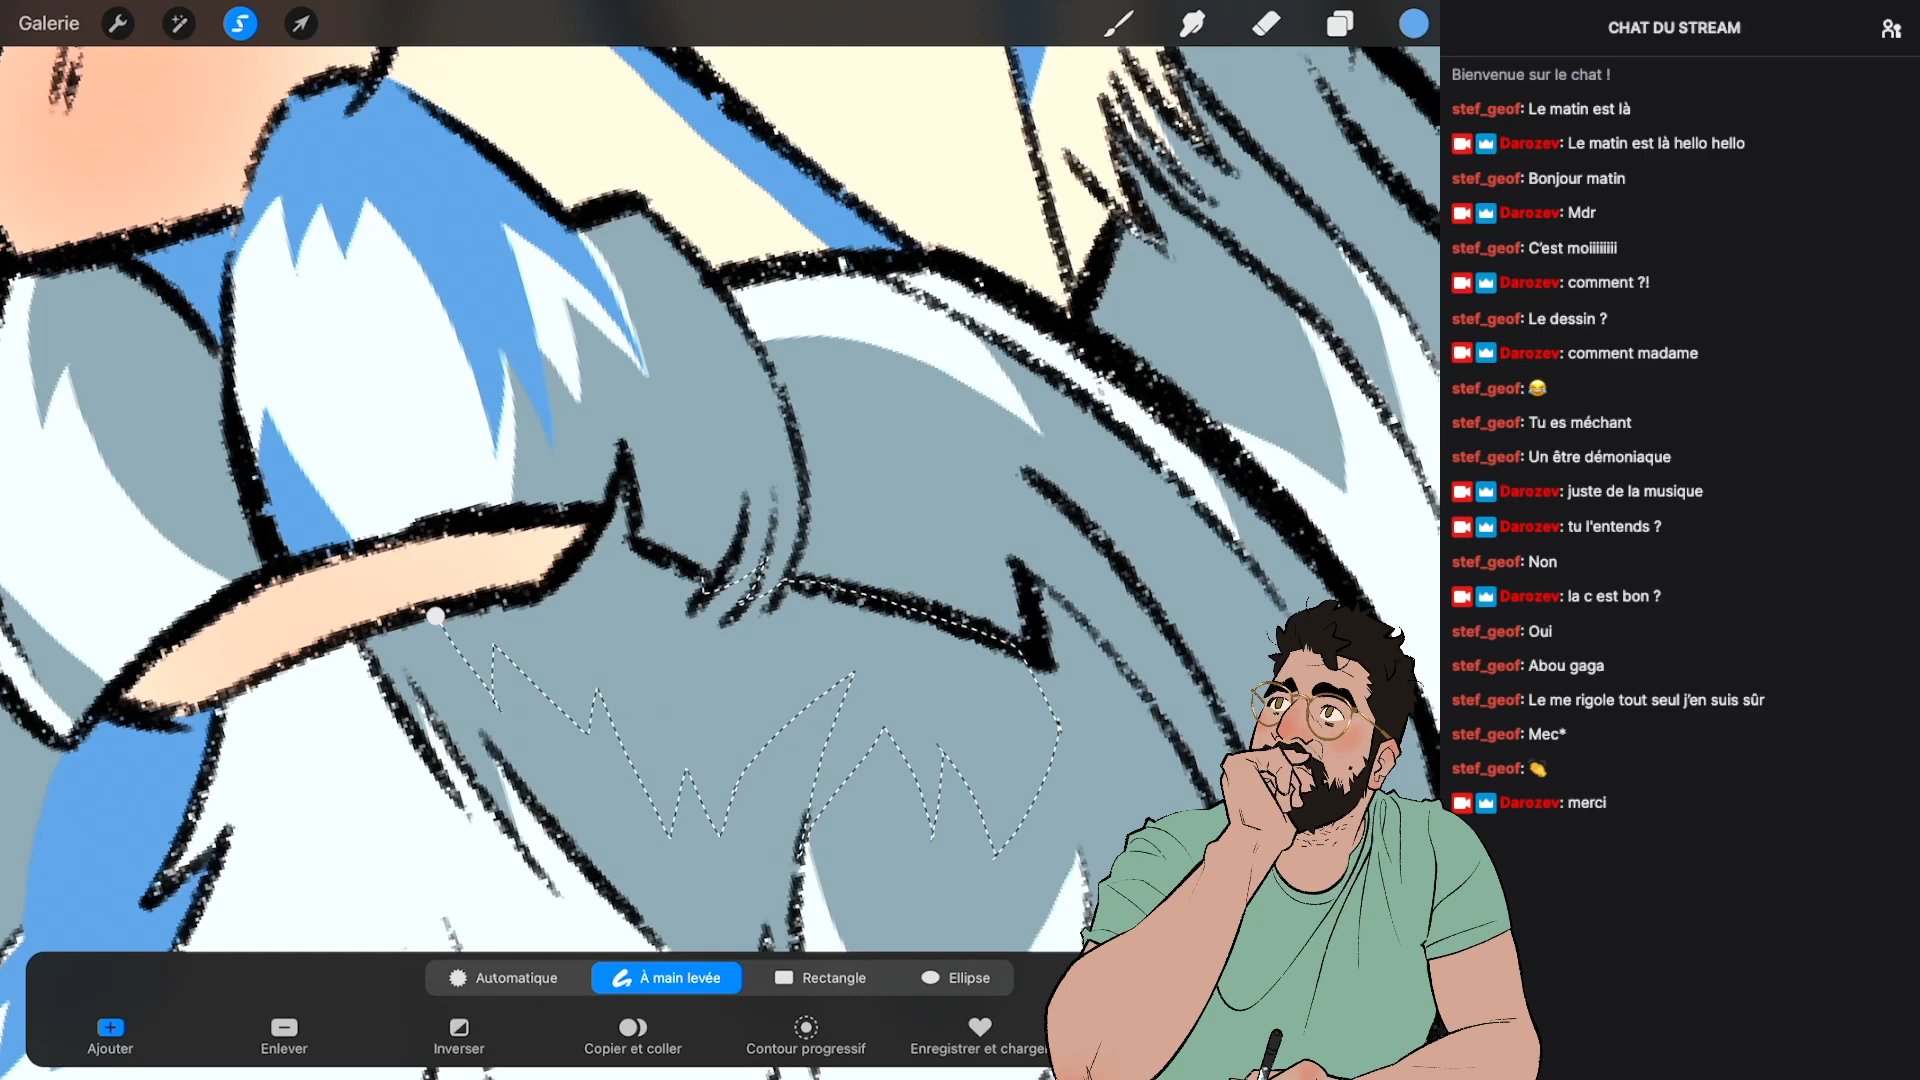 Galerie
CHAT DU STREAM
Bienvenue sur le chat !
stef_geof: Le matin est là
Darozev: Le matin est là hello hello
stef_geof: Bonjour matin
Darozev: Mdr
stef_geof: C'est moiiiiiiiii
Darozev: comment ?!
stef_geof: Le dessin ?
Darozev: comment madame
stef_geof: 😂
stef_geof: Tu es méchant
stef_geof: Un être démoniaque
Darozev: juste de la musique
Darozev: tu l'entends ?
stef_geof: Non
Darozev: la c est bon ?
stef_geof: Oui
stef_geof: Abou gaga
stef_geof: Le me rigole tout seul j'en suis sûr
stef_geof: Mec*
stef_geof: 👏
Darozev: merci
Automatique
À main levée
Rectangle
Ellipse
Ajouter
Enlever
Inverser
Copier et coller
Contour progressif
Enregistrer et charger